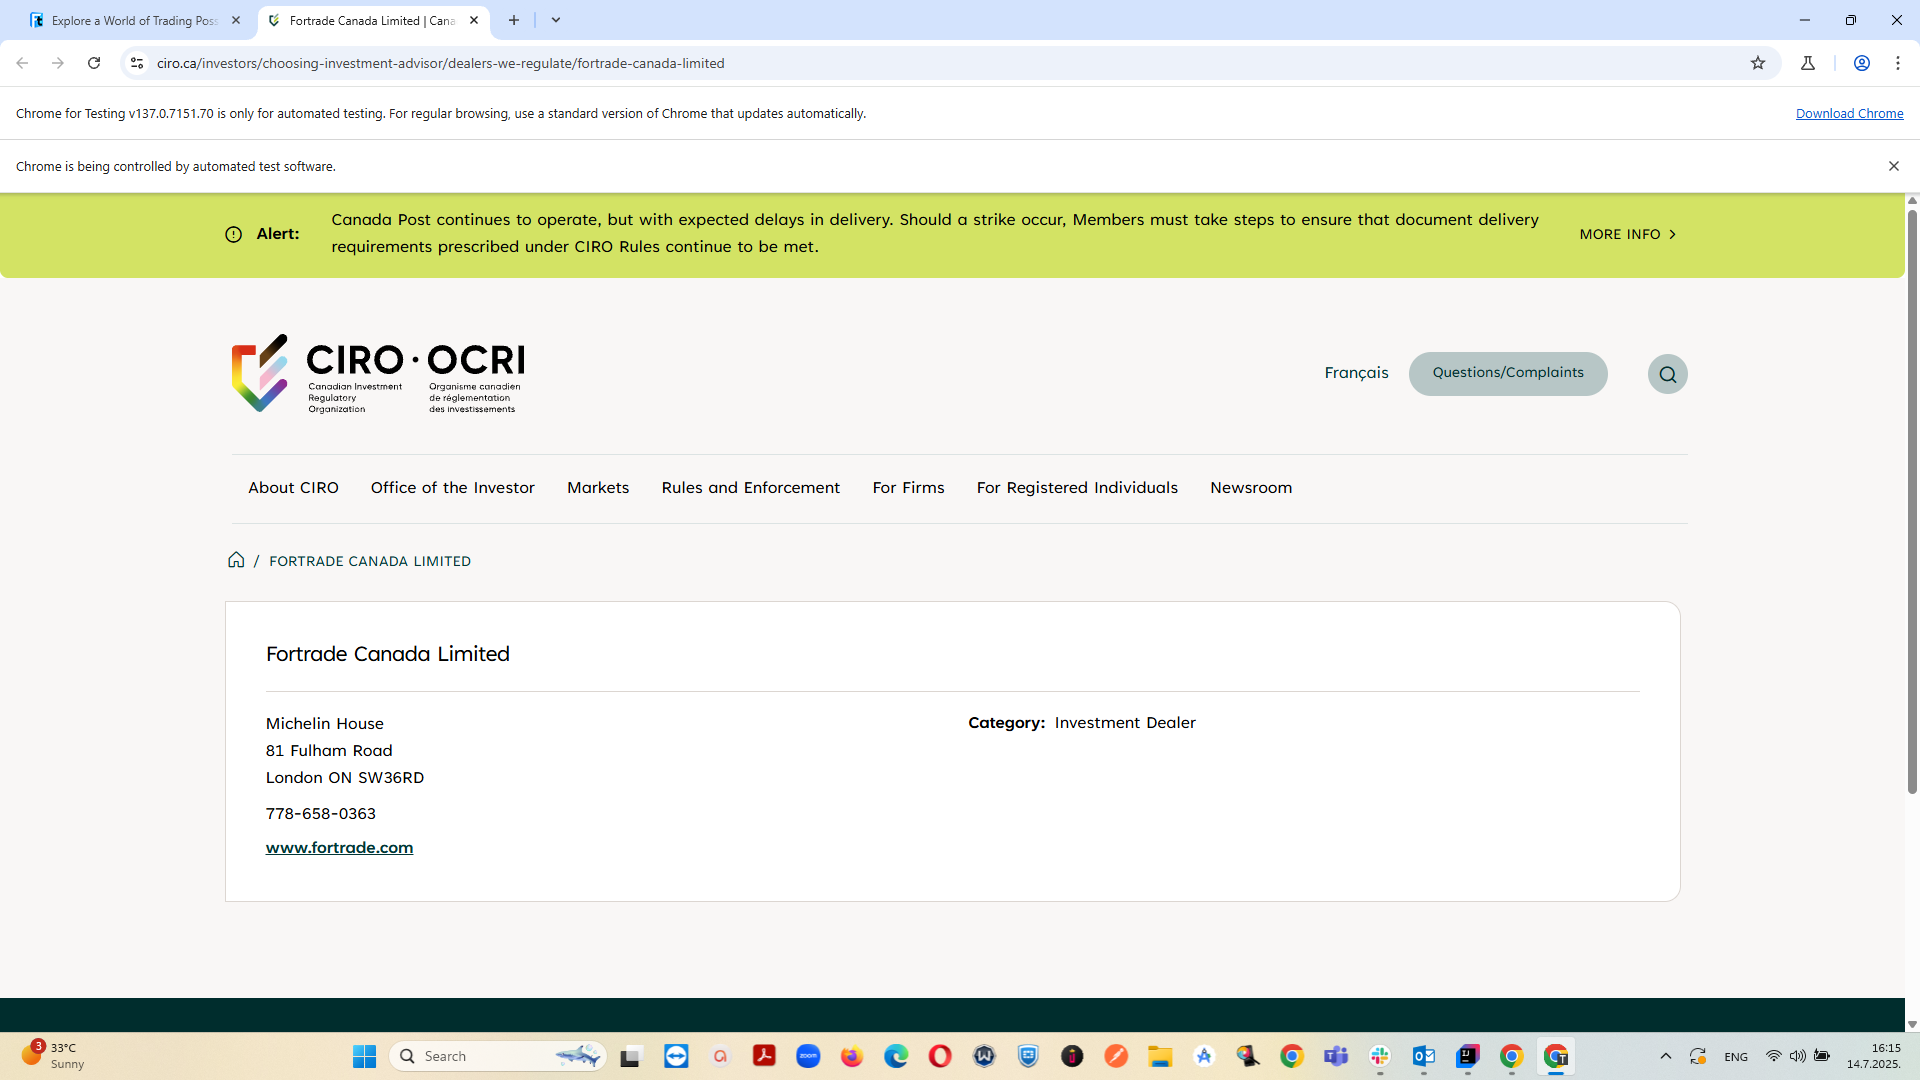 Explore a World of Trading Poss
Fortrade Canada Limited | Cana
ciro.ca/investors/choosing-investment-advisor/dealers-we-regulate/fortrade-canada-limited
Chrome for Testing v137.0.7151.70 is only for automated testing. For regular browsing, use a standard version of Chrome that updates automatically.
Download Chrome
Chrome is being controlled by automated test software.
Alert:
Canada Post continues to operate, but with expected delays in delivery. Should a strike occur, Members must take steps to ensure that document delivery
requirements prescribed under CIRO Rules continue to be met.
MORE INFO
CIRO · OCRI
Canadian Investment
Regulatory
Organization
Organisme canadien
de réglementation
des investissements
Français
Questions/Complaints
About CIRO
Office of the Investor
Markets
Rules and Enforcement
For Firms
For Registered Individuals
Newsroom
/ FORTRADE CANADA LIMITED
Fortrade Canada Limited
Michelin House
81 Fulham Road
London ON SW36RD
778-658-0363
www.fortrade.com
Category: Investment Dealer
3
33°C
Sunny
Search
zoom
ENG
16:15
14.7.2025.